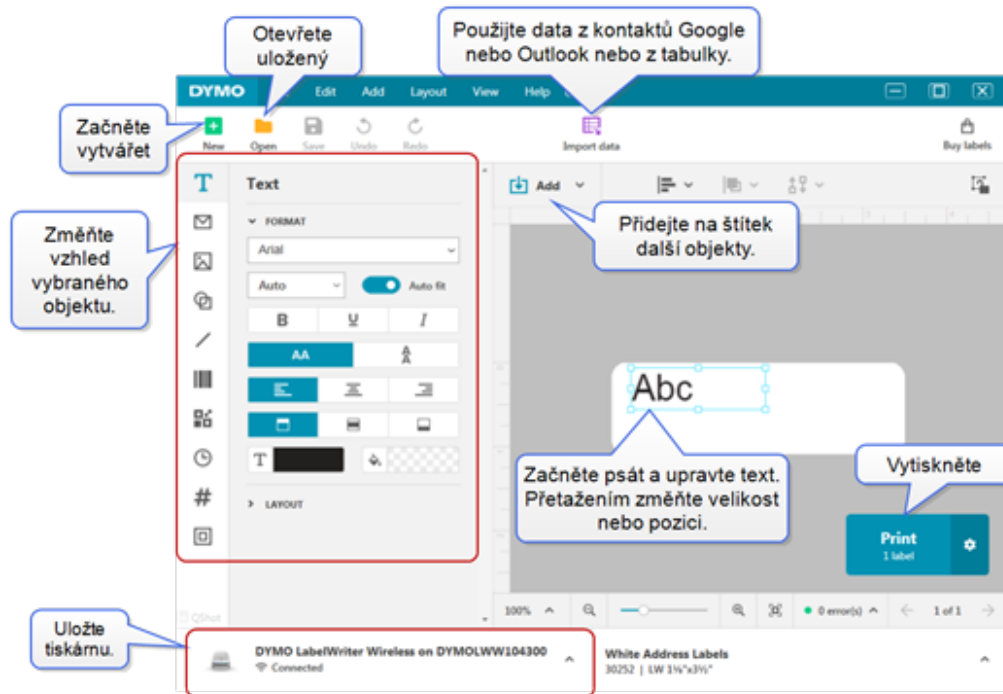 Otevřete
uložený
Použijte data z kontaktů Google
nebo Outlook nebo z tabulky.
DYMO Edit Add Layout View Help
Začněte
vytvářet
New Open Save Undo Redo Import data Buy labels
Text
Add
FORMAT
Přidejte na štítek
další objekty.
Změňte
vzhled
vybraného
objektu.
Arial
Auto Auto fit
B U I
AA A
A
Abc
T
Začněte psát a upravte text.
Přetažením změňte velikost
nebo pozici.
Vytiskněte
LAYOUT
Print
1 label
QShot
100% 0 error(s) 1 of 1
Uložte
tiskárnu.
DYMO LabelWriter Wireless on DYMOLWW104300
Connected
White Address Labels
30252 | LW 1⅛"x3½"